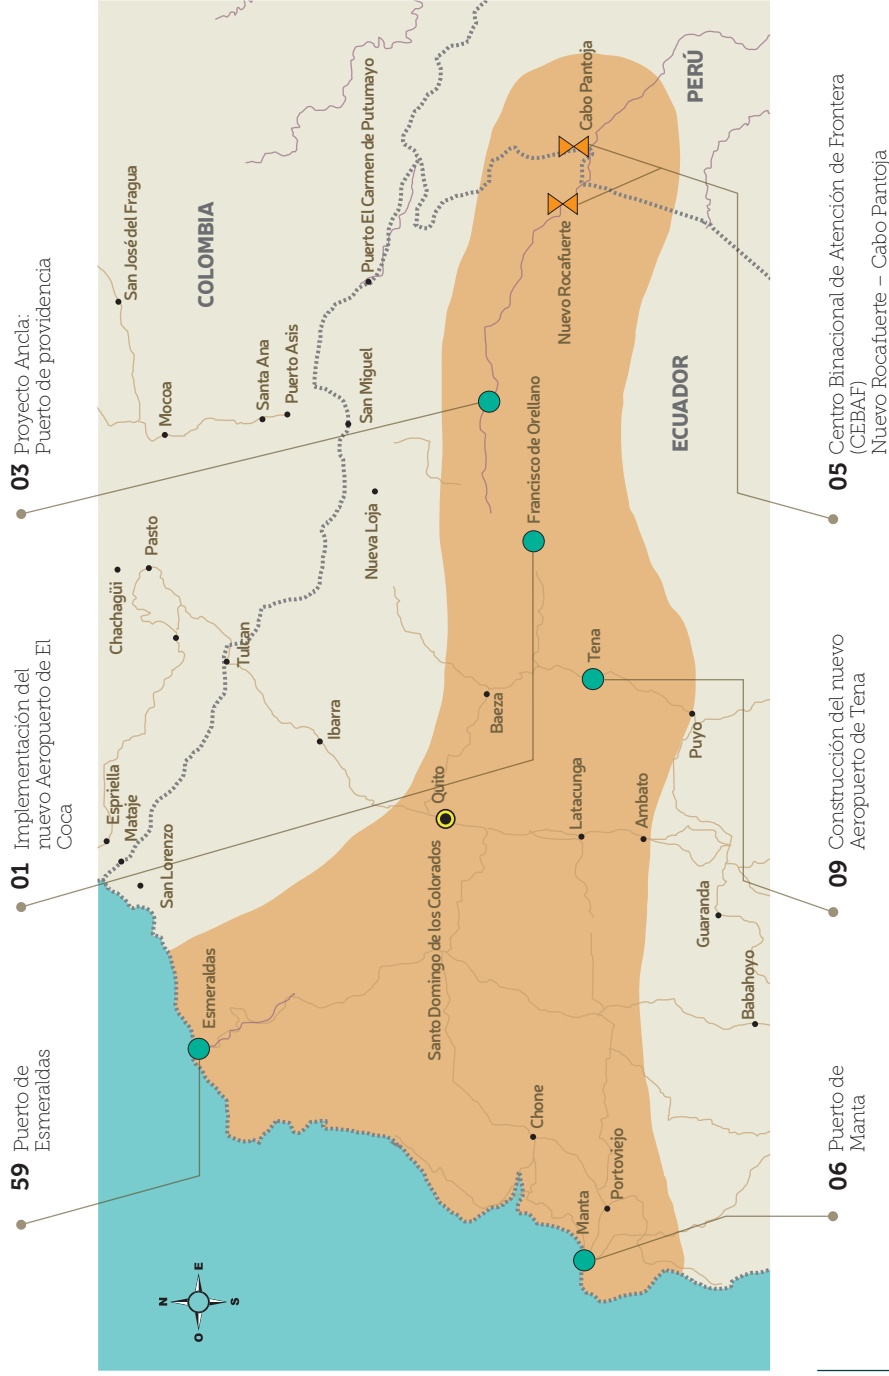 59 Puerto de
Esmeraldas
01 Implementación del
nuevo Aeropuerto de El
Coca
03 Proyecto Ancla:
Puerto de providencia
N
O
E
S
Espriella
Mataje
San Lorenzo
Chachagüi
Pasto
Tulcan
Ibarra
Mocoa
San José del Fragua
Santa Ana
Puerto Asis
COLOMBIA
San Miguel
Puerto El Carmen de Putumayo
Nueva Loja
Esmeraldas
Quito
Santo Domingo de los Colorados
Baeza
Francisco de Orellano
Nuevo Rocafuerte
Cabo Pantoja
PERÚ
ECUADOR
Tena
Latacunga
Ambato
Puyo
Guaranda
Babahoyo
Chone
Manta
Portoviejo
06 Puerto de
Manta
09 Construcción del nuevo
Aeropuerto de Tena
05 Centro Binacional de Atención de Frontera
(CEBAF)
Nuevo Rocafuerte – Cabo Pantoja